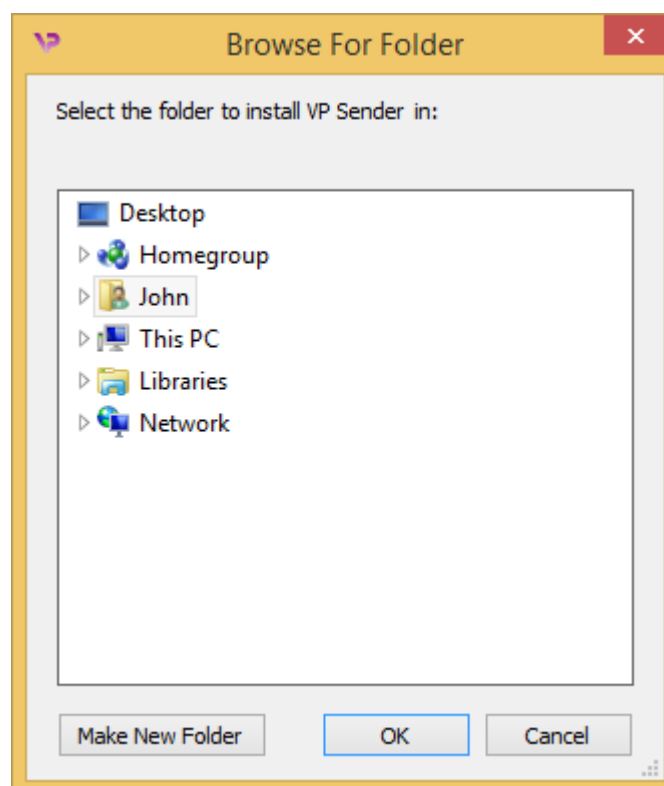 VP
Browse For Folder
Select the folder to install VP Sender in:
Desktop
Homegroup
John
This PC
Libraries
Network
Make New Folder
OK
Cancel